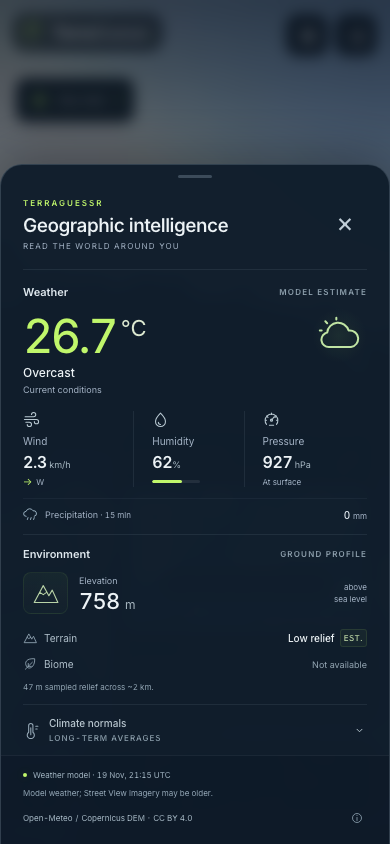 TERRAGUESSR
Geographic intelligence
READ THE WORLD AROUND YOU
Weather MODEL ESTIMATE
26.7 °C
Overcast
Current conditions
Wind Humidity Pressure
2.3 km/h 62% 927 hPa
→ W At surface
Precipitation · 15 min 0 mm
Environment GROUND PROFILE
Elevation
758 m
above
sea level
Terrain Low relief EST.
Biome Not available
47 m sampled relief across ~2 km.
Climate normals
LONG-TERM AVERAGES
Weather model · 19 Nov, 21:15 UTC
Model weather; Street View imagery may be older.
Open-Meteo / Copernicus DEM · CC BY 4.0